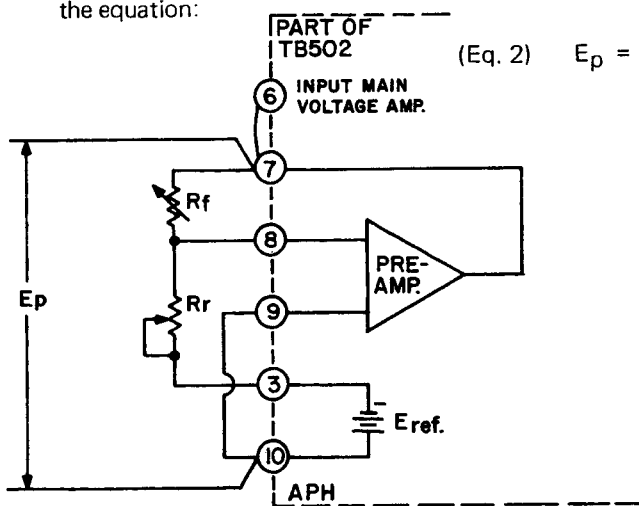 the equation:
PART OF
TB502
(Eq. 2) Ep =
6
INPUT MAIN
VOLTAGE AMP.
7
Rf
8
PRE-
AMP.
Ep
Rr
9
3
−
Eref.
10
APH